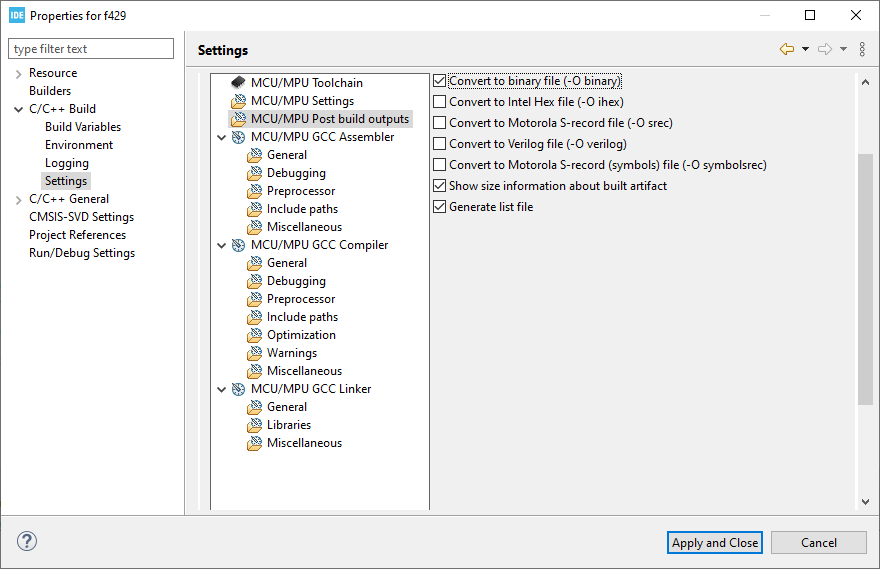 IDE Properties for f429
type filter text
Resource
Builders
C/C++ Build
Build Variables
Environment
Logging
Settings
C/C++ General
CMSIS-SVD Settings
Project References
Run/Debug Settings
Settings
MCU/MPU Toolchain
MCU/MPU Settings
MCU/MPU Post build outputs
MCU/MPU GCC Assembler
General
Debugging
Preprocessor
Include paths
Miscellaneous
MCU/MPU GCC Compiler
General
Debugging
Preprocessor
Include paths
Optimization
Warnings
Miscellaneous
MCU/MPU GCC Linker
General
Libraries
Miscellaneous
Convert to binary file (-O binary)
Convert to Intel Hex file (-O ihex)
Convert to Motorola S-record file (-O srec)
Convert to Verilog file (-O verilog)
Convert to Motorola S-record (symbols) file (-O symbolsrec)
Show size information about built artifact
Generate list file
?
Apply and Close
Cancel